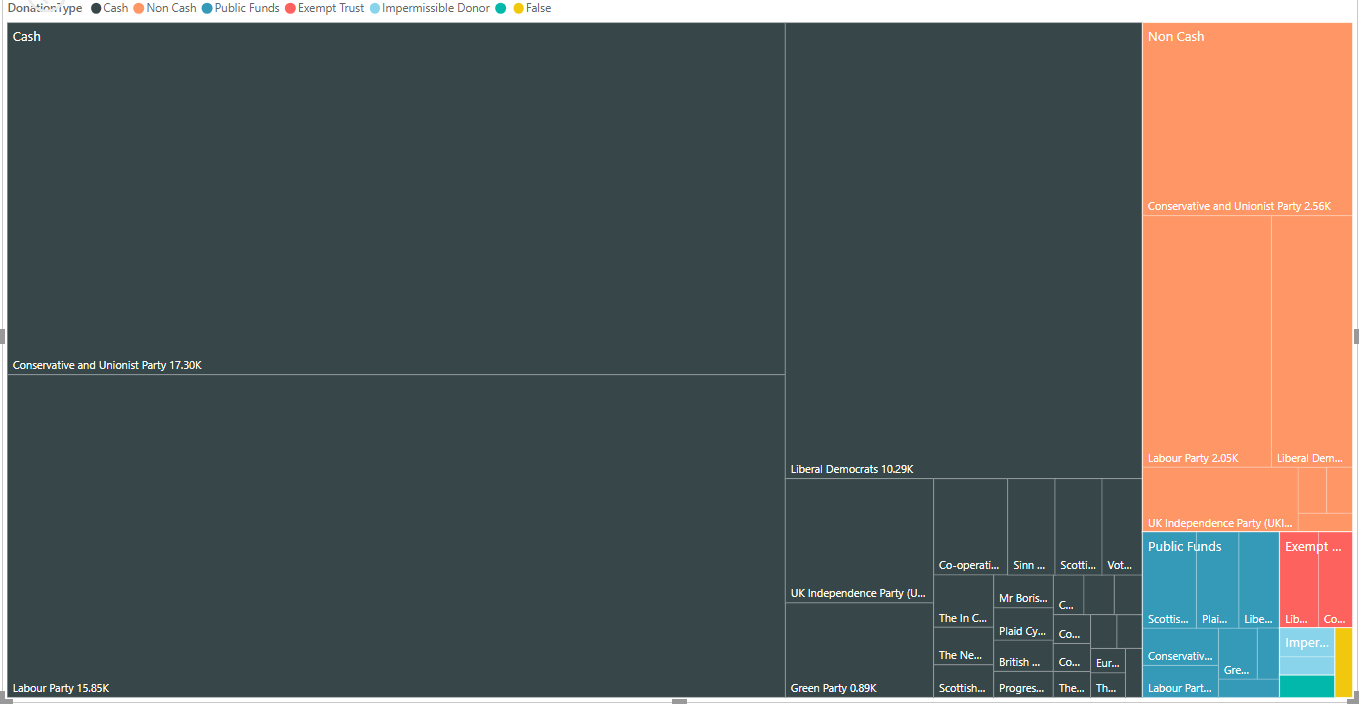 DonationType Cash Non Cash Public Funds Exempt Trust Impermissible Donor False
Cash
Conservative and Unionist Party 17.30K
Labour Party 15.85K
Liberal Democrats 10.29K
UK Independence Party (U...
Green Party 0.89K
Co-operati...
Sinn ...
Scotti...
Vot...
The In C...
The Ne...
Scottish...
Mr Boris...
Plaid Cy...
British ...
Progres...
C...
Co...
Co...
The...
Eur...
Th...
Non Cash
Conservative and Unionist Party 2.56K
Labour Party 2.05K
Liberal Dem...
UK Independence Party (UKI...
Public Funds
Scottis...
Plai...
Libe...
Conservativ...
Labour Part...
Gre...
Exempt ...
Lib...
Co...
Imper...